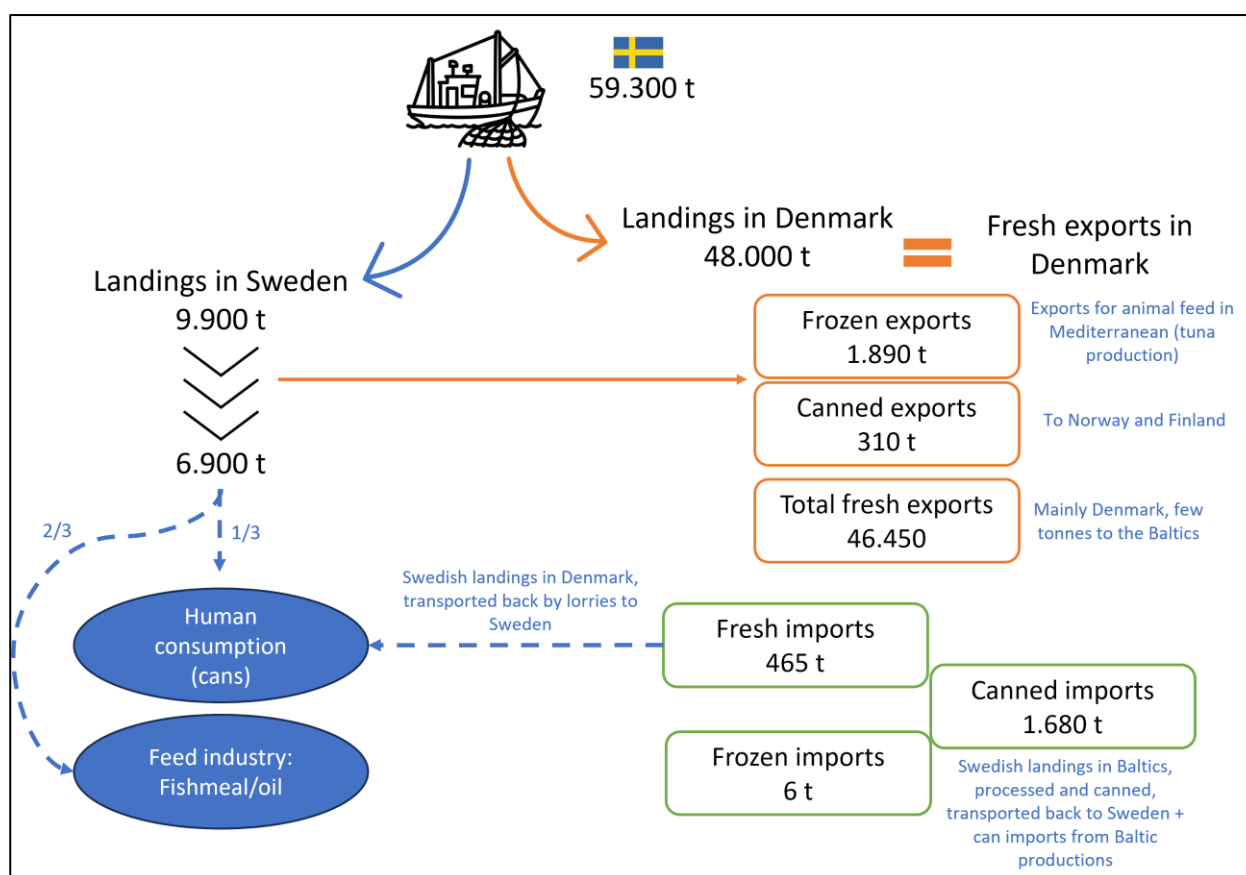 59.300 t
Landings in Denmark
48.000 t
Fresh exports in
Denmark
Landings in Sweden
9.900 t
6.900 t
2/3
1/3
Frozen exports
1.890 t
Exports for animal feed in
Mediterranean (tuna
production)
Canned exports
310 t
To Norway and Finland
Total fresh exports
46.450
Mainly Denmark, few
tonnes to the Baltics
Human
consumption
(cans)
Swedish landings in Denmark,
transported back by lorries to
Sweden
Fresh imports
465 t
Canned imports
1.680 t
Feed industry:
Fishmeal/oil
Frozen imports
6 t
Swedish landings in Baltics,
processed and canned,
transported back to Sweden +
can imports from Baltic
productions